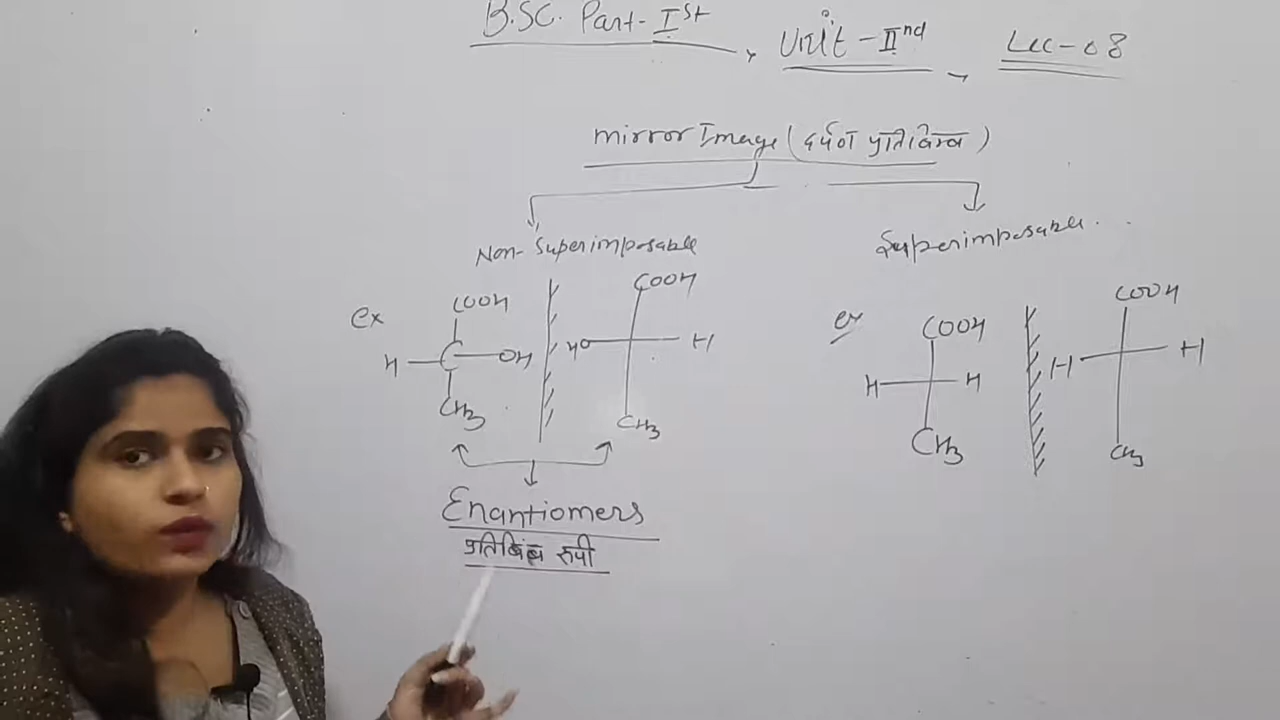 B.SC. Part-Ist, Unit-IInd, Lec-08
mirror Image (दर्पण प्रतिबिम्ब)
Non-Superimposable
Superimposable..
ex
COOH
H C OH
CH3
COOH
HO H
CH3
Enantiomers
प्रतिबिंब रूपी
ex
COOH
H H
CH3
COOH
H H
CH3